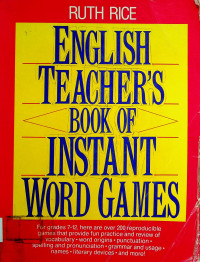 RUTH RICE
ENGLISH
TEACHER'S
BOOK OF
INSTANT
WORD GAMES
For grades 7-12, here are over 200 reproducible
games that provide fun practice and review of
vocabulary • word origins • punctuation •
spelling and pronunciation • grammar and usage •
names • literary devices • and more!